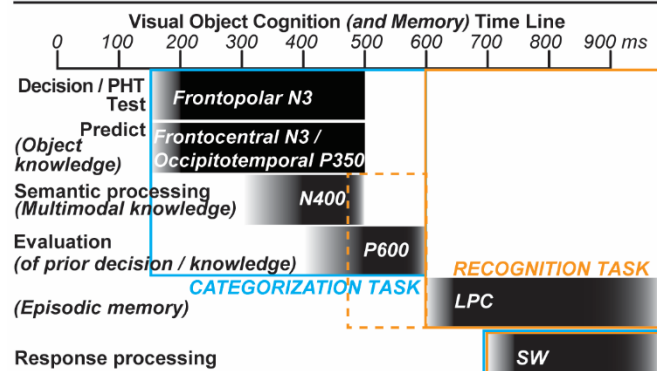 Visual Object Cognition (and Memory) Time Line
0 100 200 300 400 500 600 700 800 900 ms
Decision / PHT
Test
Frontopolar N3
Predict
(Object
knowledge)
Frontocentral N3 /
Occipitotemporal P350
Semantic processing
(Multimodal knowledge)
N400
Evaluation
(of prior decision / knowledge)
P600
RECOGNITION TASK
CATEGORIZATION TASK
(Episodic memory)
LPC
Response processing
SW